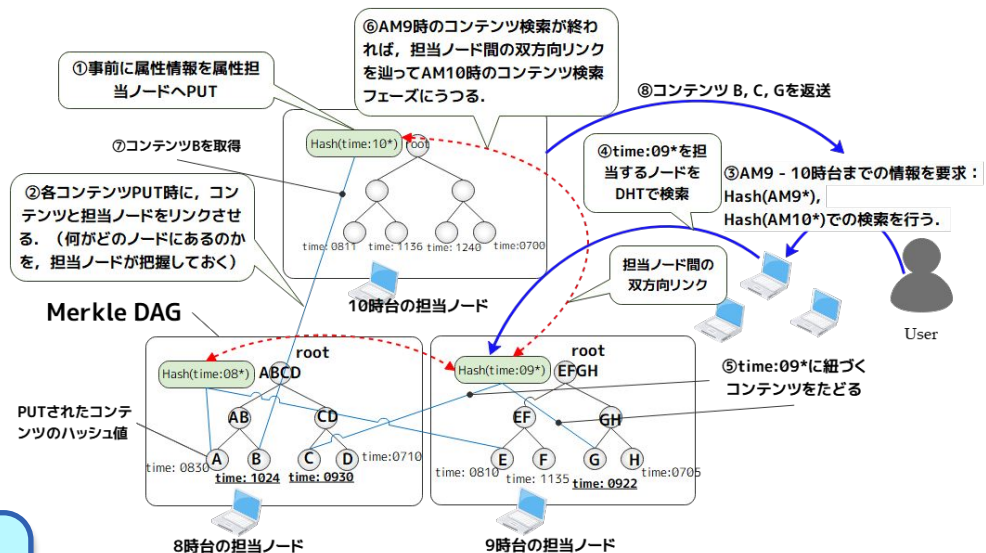 ⑥AM9時のコンテンツ検索が終わ
れば，担当ノード間の双方向リンク
を辿ってAM10時のコンテンツ検索
フェーズにうつる．
①事前に属性情報を属性担
当ノードへPUT
⑧コンテンツ B, C, Gを返送
⑦コンテンツBを取得
Hash(time:10*)
root
④time:09*を担
当するノードを
DHTで検索
③AM9 - 10時台までの情報を要求：
Hash(AM9*),
Hash(AM10*)での検索を行う．
②各コンテンツPUT時に，コン
テンツと担当ノードをリンクさせ
る．（何がどのノードにあるのか
を，担当ノードが把握しておく）
time: 0811
time: 1136
time: 1240
time:0700
担当ノード間の
双方向リンク
10時台の担当ノード
User
Merkle DAG
root
Hash(time:08*)
ABCD
root
Hash(time:09*)
EFGH
⑤time:09*に紐づく
コンテンツをたどる
PUTされたコンテ
ンツのハッシュ値
AB
CD
EF
GH
A
B
C
D
time:0710
E
F
G
H
time: 0830
time: 1024
time: 0930
time: 0810
time: 1135
time: 0922
time:0705
8時台の担当ノード
9時台の担当ノード